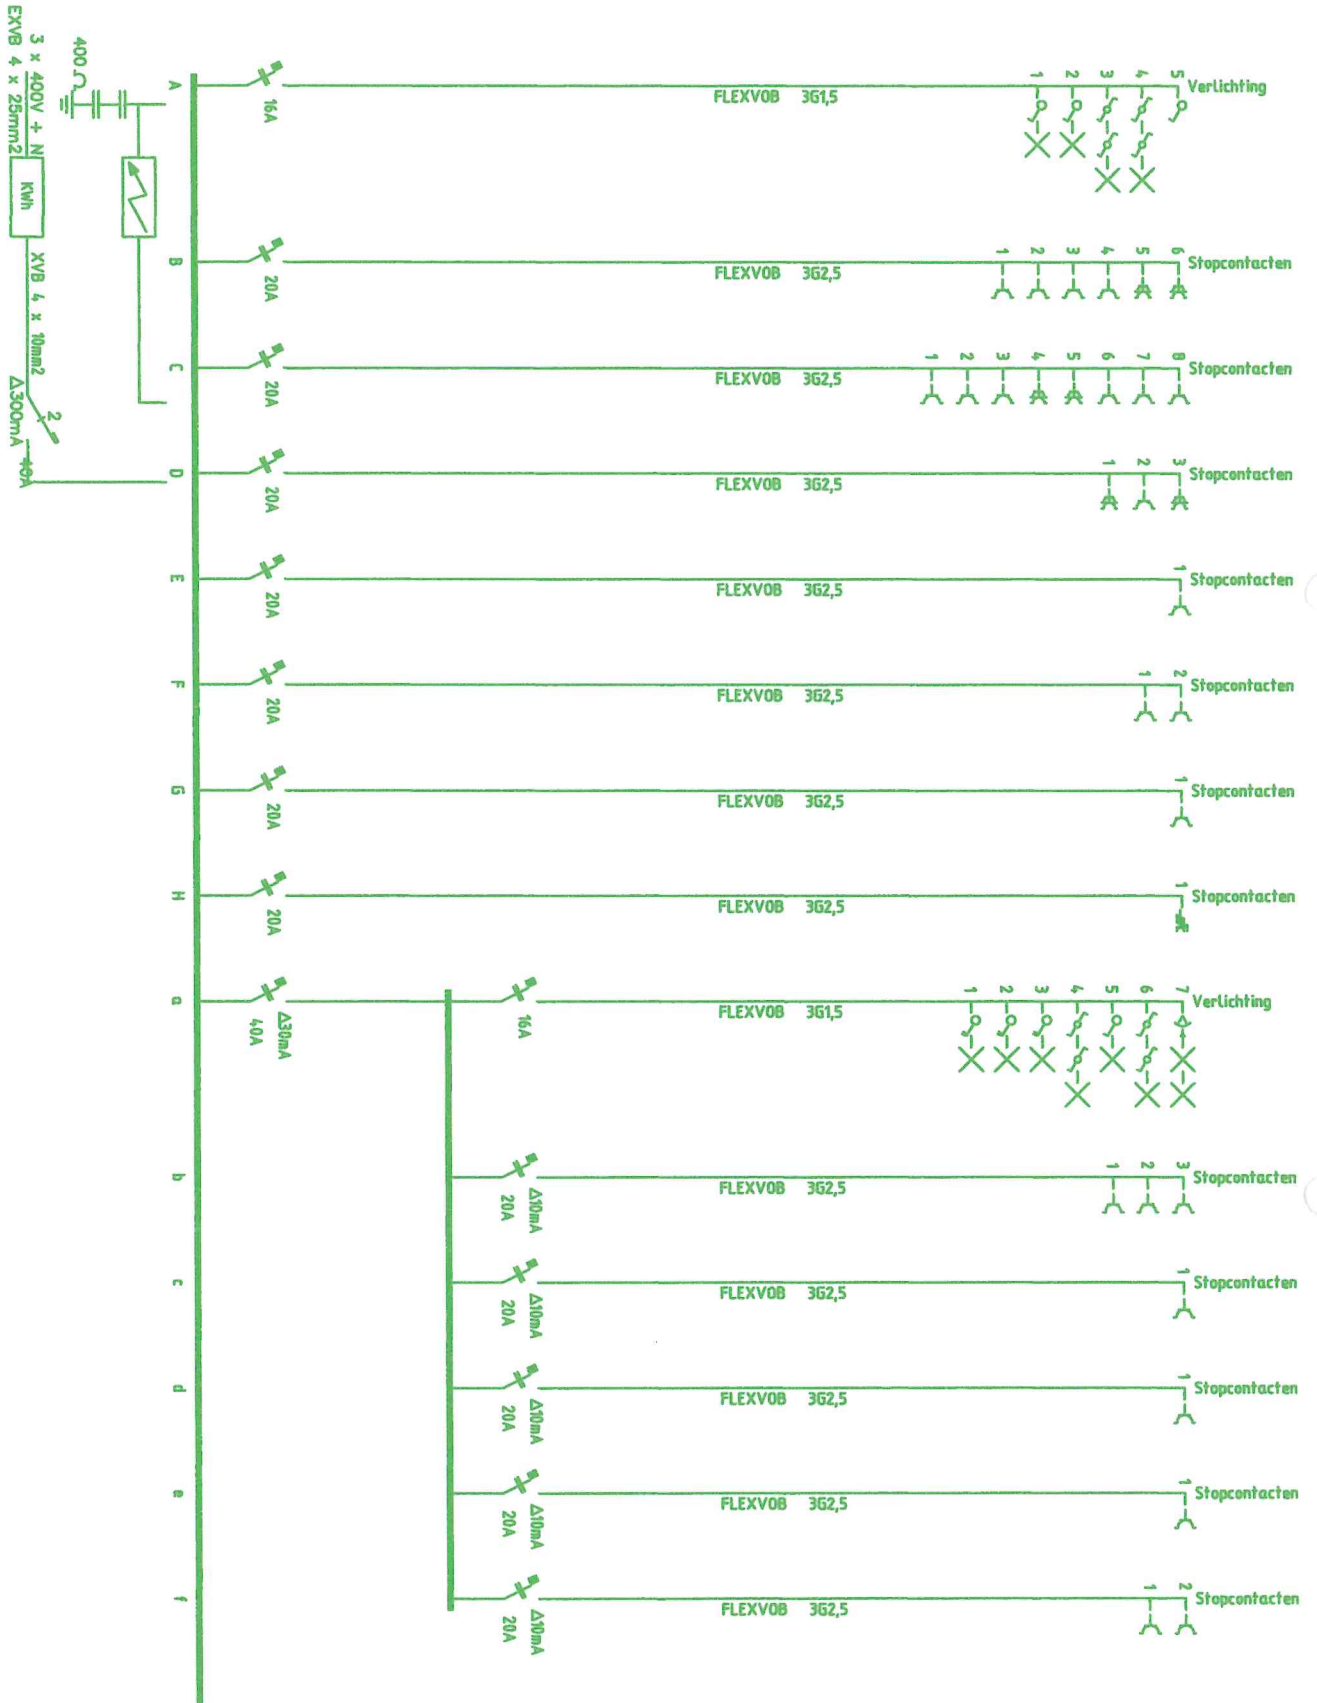 400Ω
3 x 400V + N
EXVB 4 x 25mm2
KWh
XVB 4 x 10mm2
2
Δ300mA 40A
A
16A
FLEXVOB 3G1,5
1 2 3 4 5
Verlichting
B
20A
FLEXVOB 3G2,5
1 2 3 4 5 6
Stopcontacten
C
20A
FLEXVOB 3G2,5
1 2 3 4 5 6 7 8
Stopcontacten
D
20A
FLEXVOB 3G2,5
1 2 3
Stopcontacten
E
20A
FLEXVOB 3G2,5
1
Stopcontacten
F
20A
FLEXVOB 3G2,5
1 2
Stopcontacten
G
20A
FLEXVOB 3G2,5
1
Stopcontacten
H
20A
FLEXVOB 3G2,5
1
Stopcontacten
a
Δ30mA
40A
16A
FLEXVOB 3G1,5
1 2 3 4 5 6 7
Verlichting
b
Δ10mA
20A
FLEXVOB 3G2,5
1 2 3
Stopcontacten
c
Δ10mA
20A
FLEXVOB 3G2,5
1
Stopcontacten
d
Δ10mA
20A
FLEXVOB 3G2,5
1
Stopcontacten
e
Δ10mA
20A
FLEXVOB 3G2,5
1
Stopcontacten
f
Δ10mA
20A
FLEXVOB 3G2,5
1 2
Stopcontacten